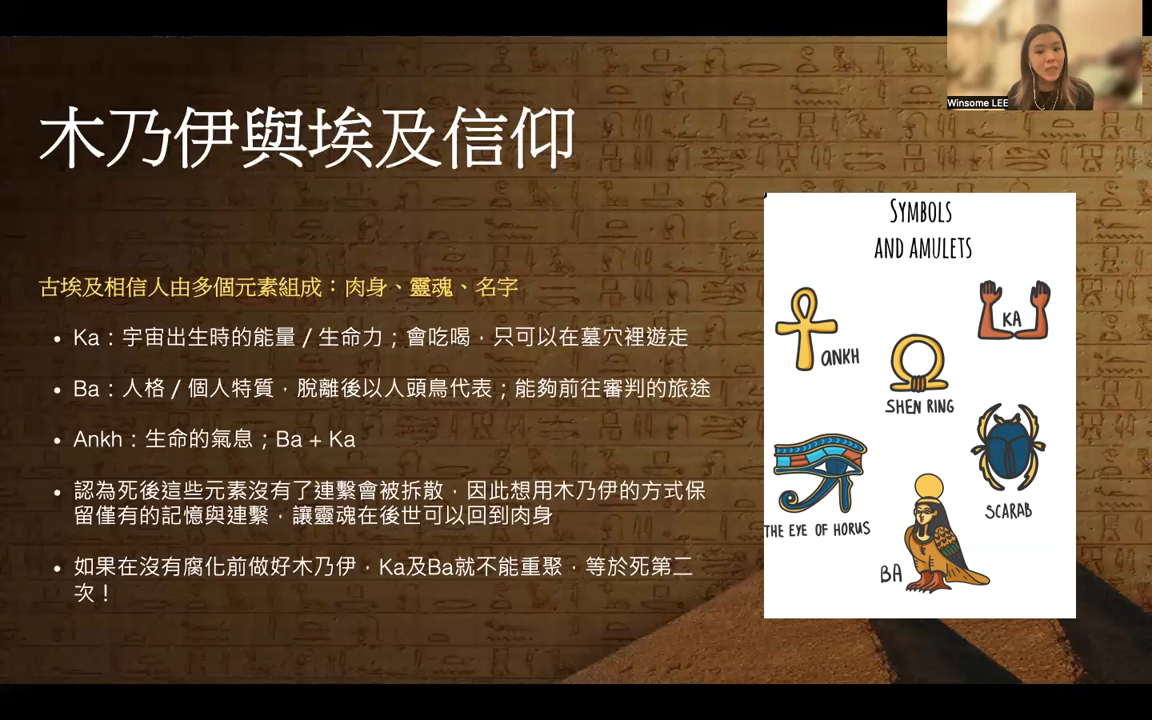 Winsome LEE
木乃伊與埃及信仰
古埃及相信人由多個元素組成：肉身、靈魂、名字
• Ka：宇宙出生時的能量 / 生命力；會吃喝，只可以在墓穴裡遊走
• Ba：人格 / 個人特質，脫離後以人頭鳥代表；能夠前往審判的旅途
• Ankh：生命的氣息；Ba + Ka
• 認為死後這些元素沒有了連繫會被拆散，因此想用木乃伊的方式保
留僅有的記憶與連繫，讓靈魂在後世可以回到肉身
• 如果在沒有腐化前做好木乃伊，Ka及Ba就不能重聚，等於死第二
次！
SYMBOLS
AND AMULETS
ANKH
KA
SHEN RING
THE EYE OF HORUS
SCARAB
BA